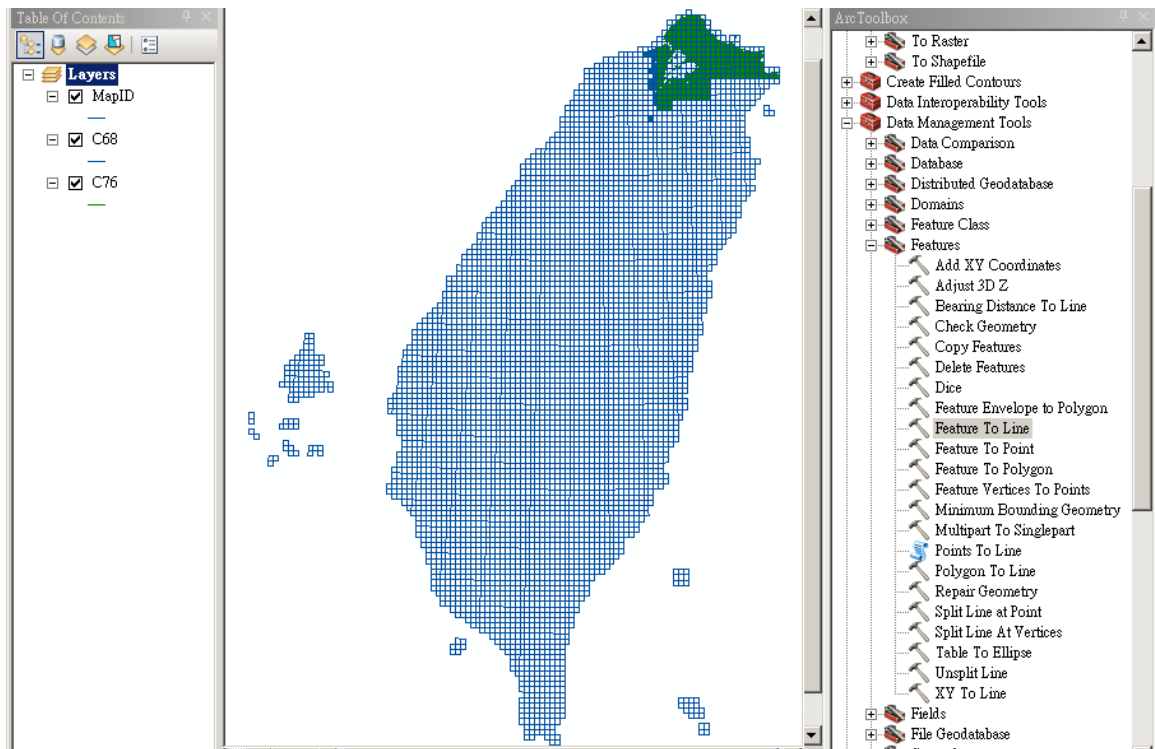 Table Of Contents
Layers
MapID
C68
C76
ArcToolbox
To Raster
To Shapefile
Create Filled Contours
Data Interoperability Tools
Data Management Tools
Data Comparison
Database
Distributed Geodatabase
Domains
Feature Class
Features
Add XY Coordinates
Adjust 3D Z
Bearing Distance To Line
Check Geometry
Copy Features
Delete Features
Dice
Feature Envelope to Polygon
Feature To Line
Feature To Point
Feature To Polygon
Feature Vertices To Points
Minimum Bounding Geometry
Multipart To Singlepart
Points To Line
Polygon To Line
Repair Geometry
Split Line at Point
Split Line At Vertices
Table To Ellipse
Unsplit Line
XY To Line
Fields
File Geodatabase